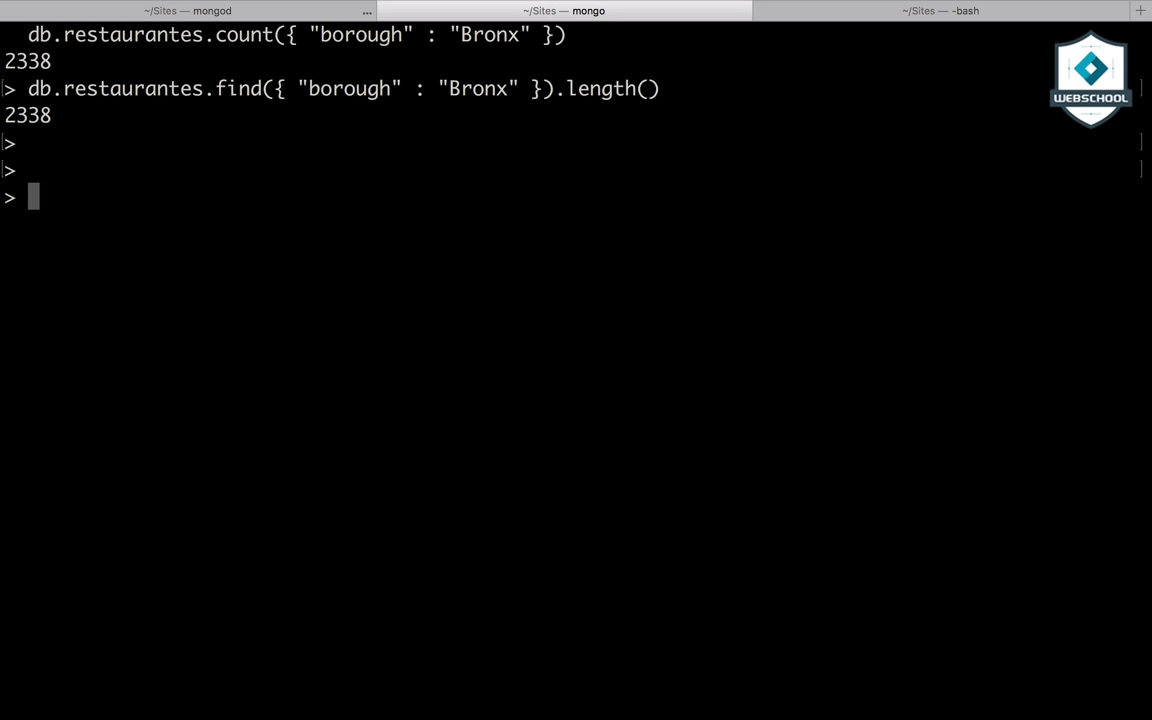 ~/Sites — mongod ... ~/Sites — mongo ~/Sites — -bash +
db.restaurantes.count({ "borough" : "Bronx" })
2338
> db.restaurantes.find({ "borough" : "Bronx" }).length()
2338
>
>
>
WEBSCHOOL